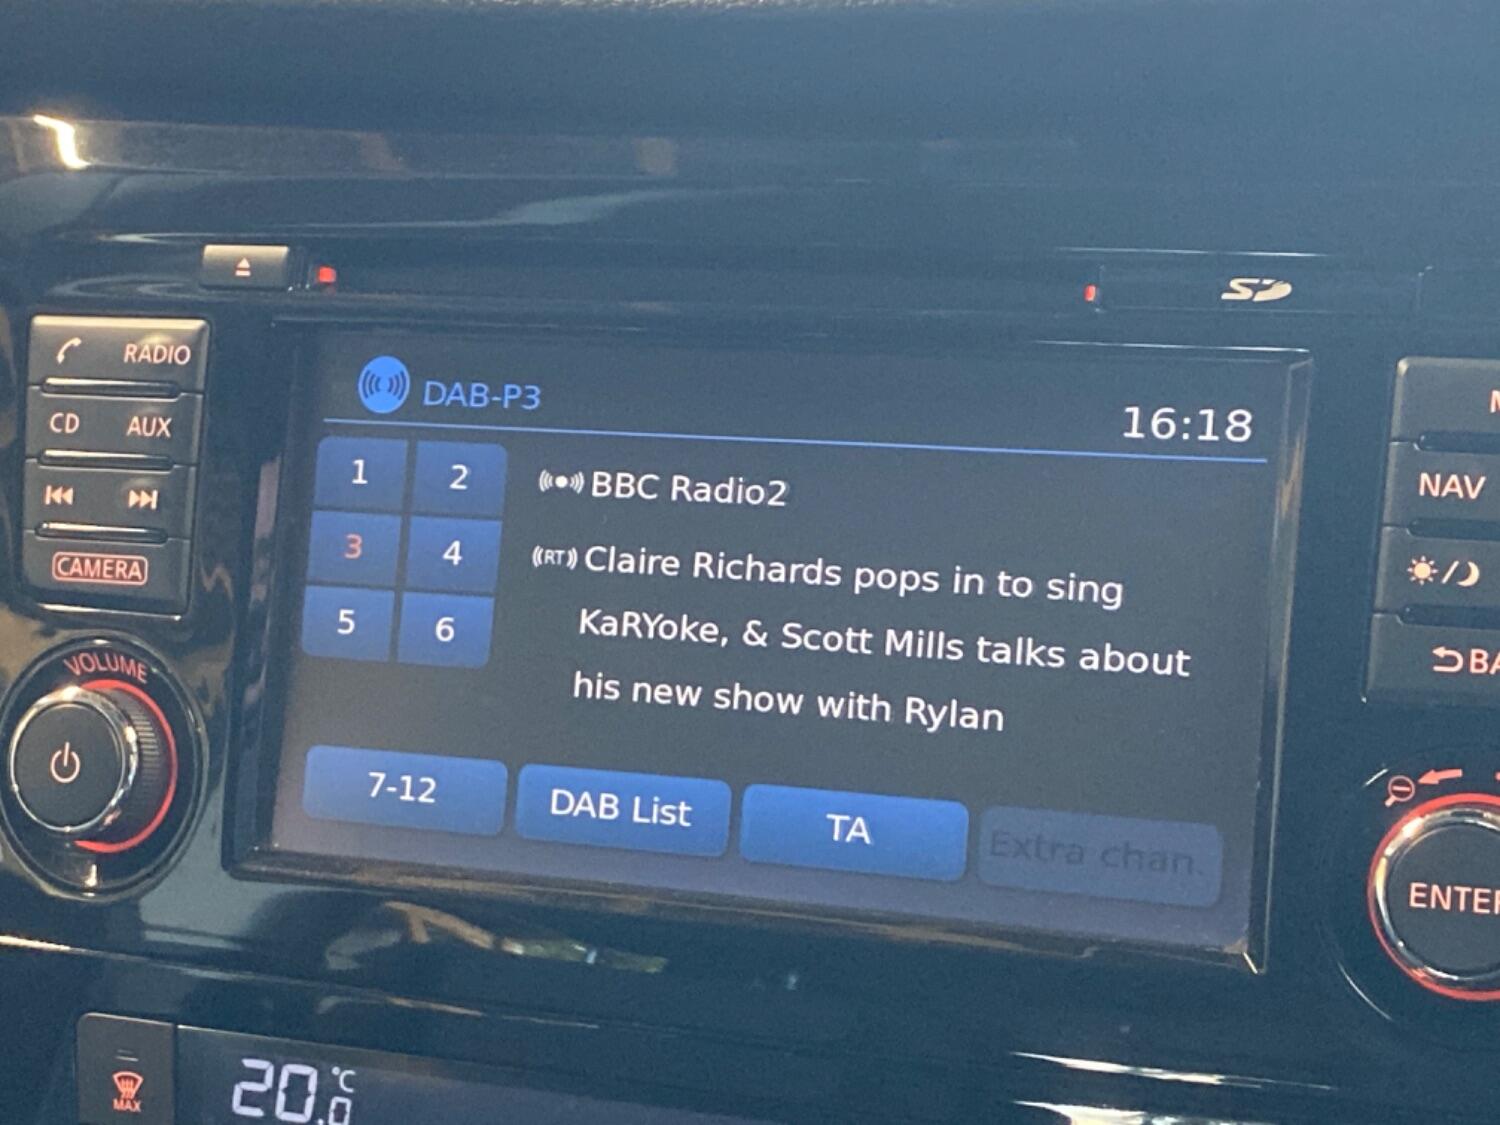 SD
RADIO
CD AUX
CAMERA
VOLUME
DAB-P3
16:18
1 2
3 4
5 6
BBC Radio2
((RT)) Claire Richards pops in to sing
KaRYoke, & Scott Mills talks about
his new show with Rylan
7-12 DAB List TA Extra chan.
NAV
ENTER
MAX
20.0 °C